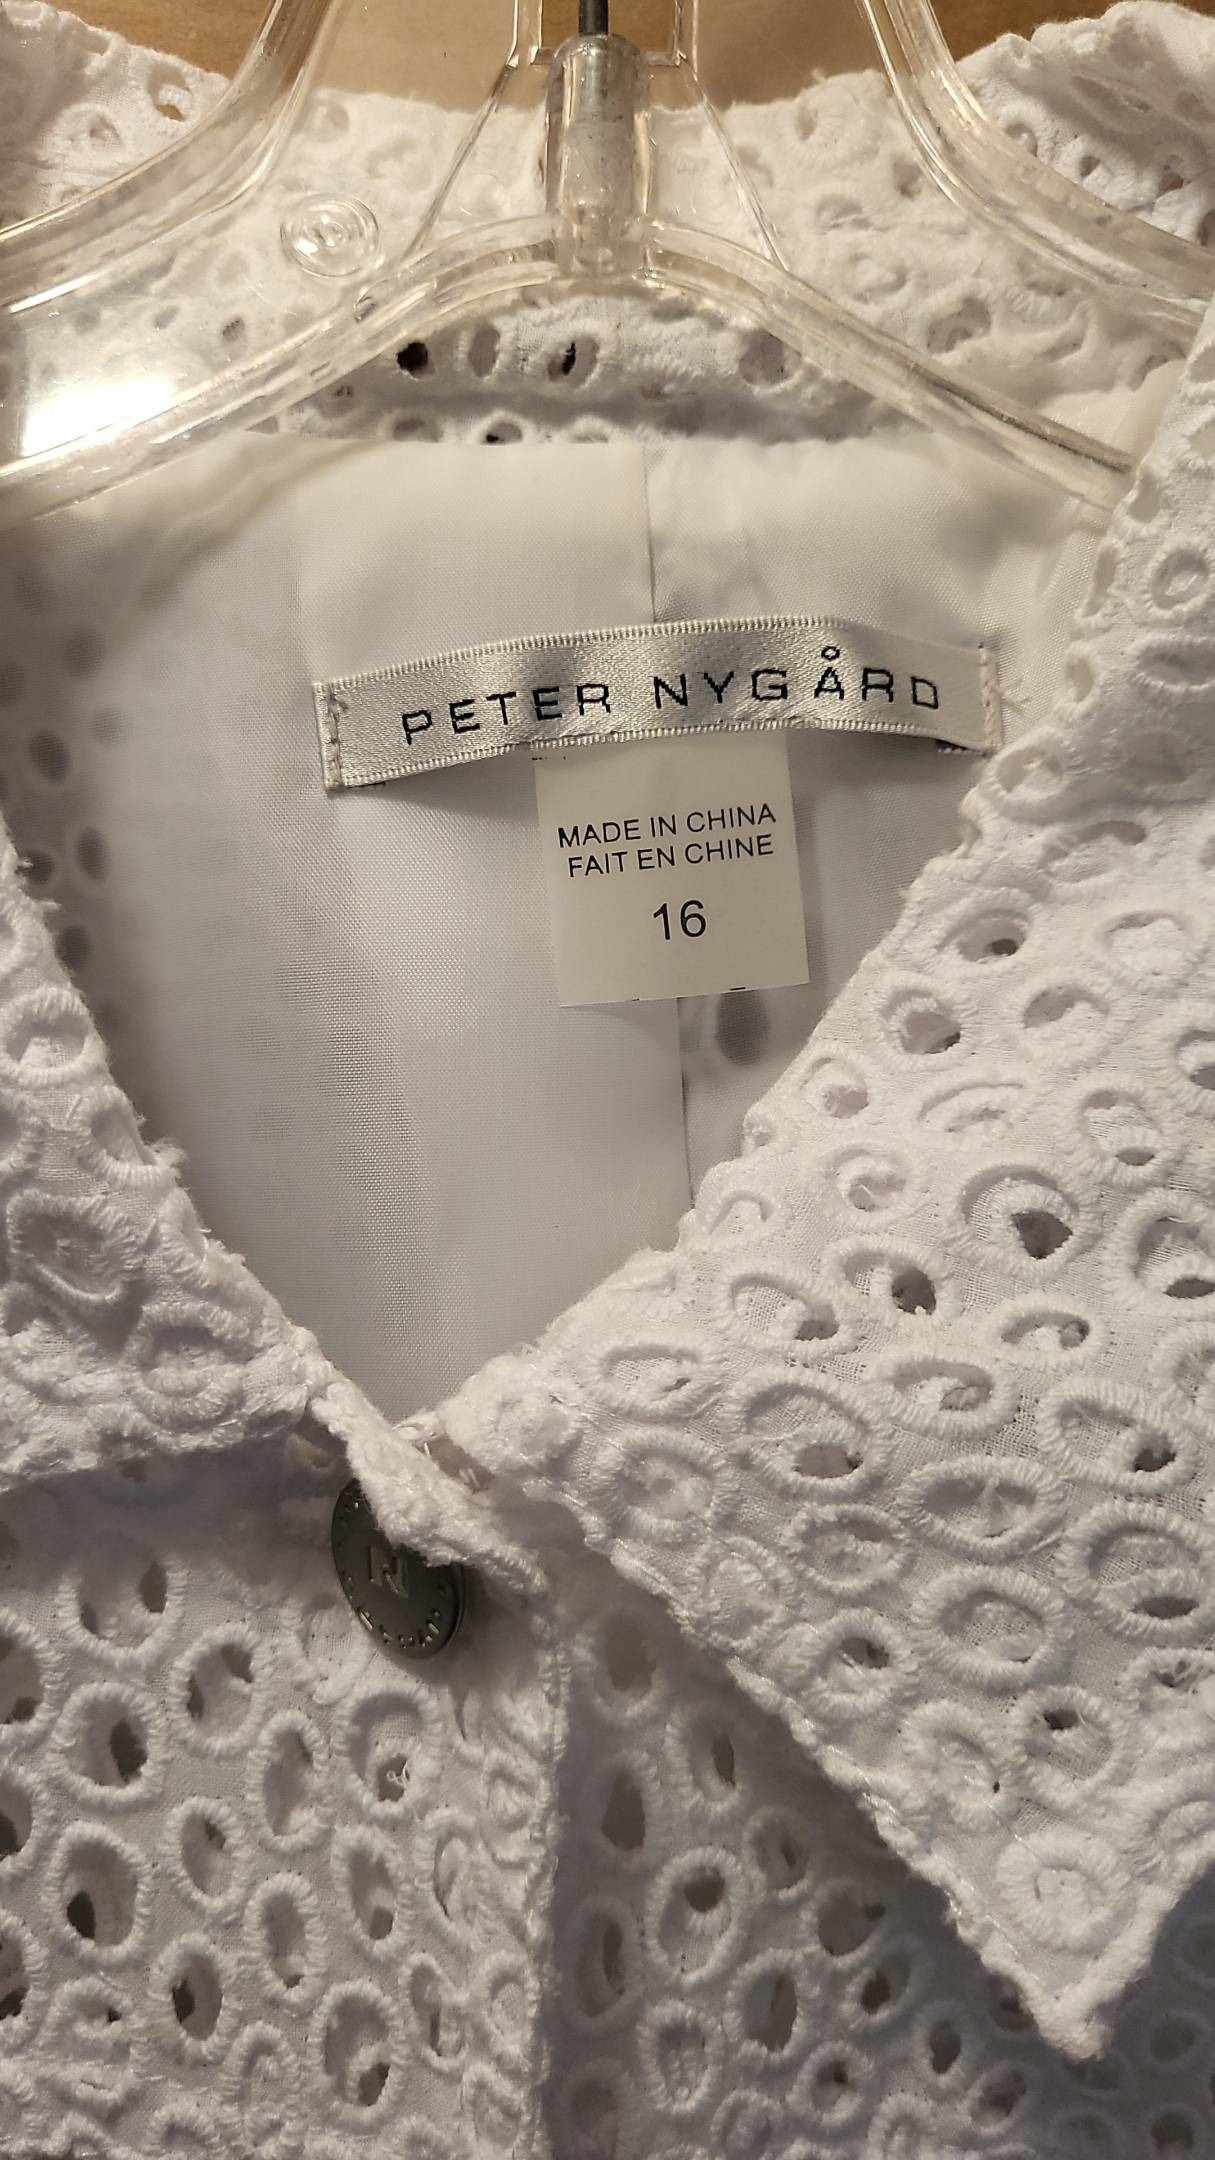 PETER NYGÅRD
MADE IN CHINA
FAIT EN CHINE
16
N